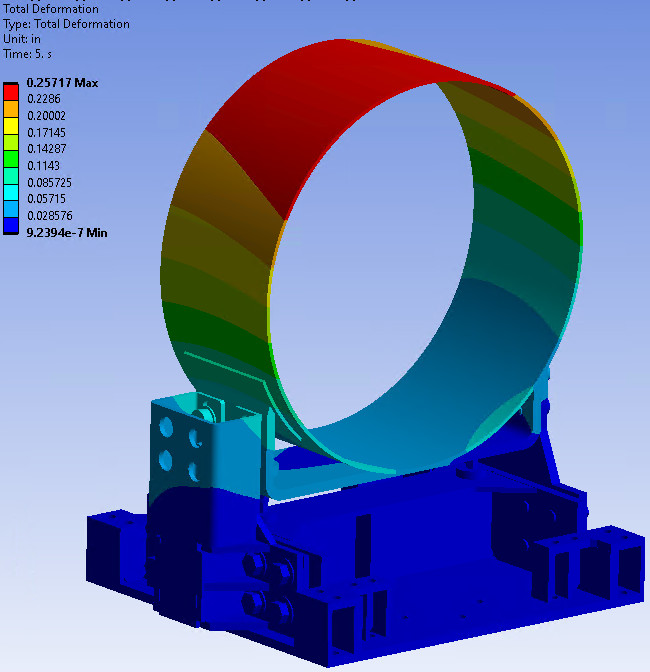 Total Deformation
Type: Total Deformation
Unit: in
Time: 5. s
0.25717 Max
0.2286
0.20002
0.17145
0.14287
0.1143
0.085725
0.05715
0.028576
9.2394e-7 Min